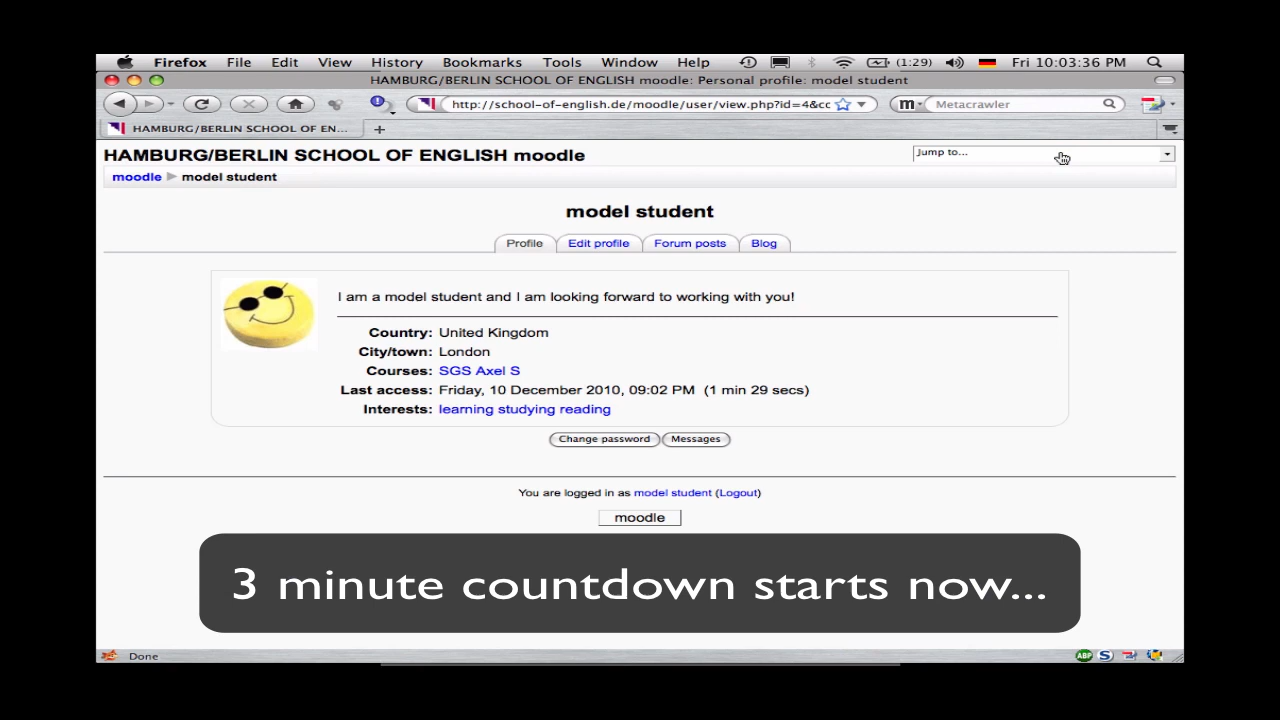 Firefox File Edit View History Bookmarks Tools Window Help (1:29) Fri 10:03:36 PM
HAMBURG/BERLIN SCHOOL OF ENGLISH moodle: Personal profile: model student
http://school-of-english.de/moodle/user/view.php?id=4&cc m Metacrawler
HAMBURG/BERLIN SCHOOL OF EN... +
HAMBURG/BERLIN SCHOOL OF ENGLISH moodle Jump to...
moodle ► model student
model student
Profile Edit profile Forum posts Blog
I am a model student and I am looking forward to working with you!
Country: United Kingdom
City/town: London
Courses: SGS Axel S
Last access: Friday, 10 December 2010, 09:02 PM (1 min 29 secs)
Interests: learning studying reading
Change password Messages
You are logged in as model student (Logout)
moodle
3 minute countdown starts now...
Done ABP S